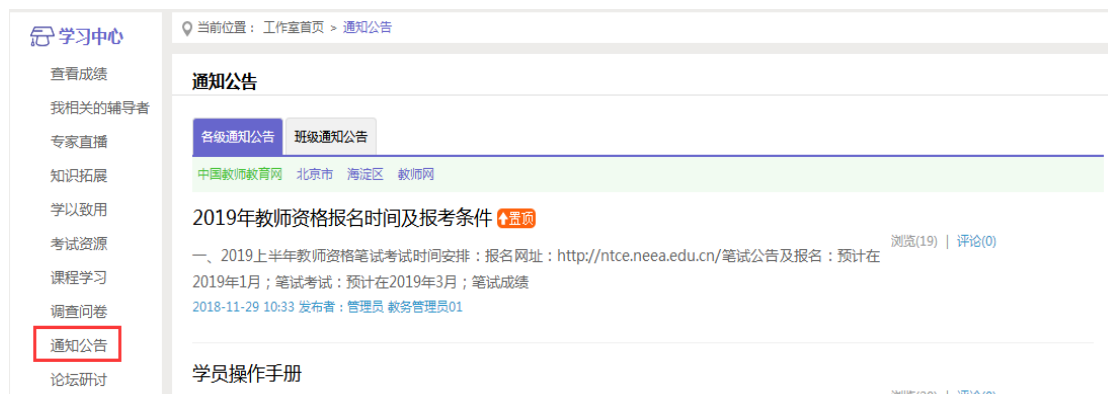 学习中心
查看成绩
我相关的辅导者
专家直播
知识拓展
学以致用
考试资源
课程学习
调查问卷
通知公告
论坛研讨
当前位置： 工作室首页 > 通知公告
通知公告
各级通知公告 班级通知公告
中国教师教育网 北京市 海淀区 教师网
2019年教师资格报名时间及报考条件 置顶
浏览(19) | 评论(0)
一、2019上半年教师资格笔试考试时间安排：报名网址：http://ntce.neea.edu.cn/笔试公告及报名：预计在
2019年1月；笔试考试：预计在2019年3月；笔试成绩
2018-11-29 10:33 发布者：管理员 教务管理员01
学员操作手册